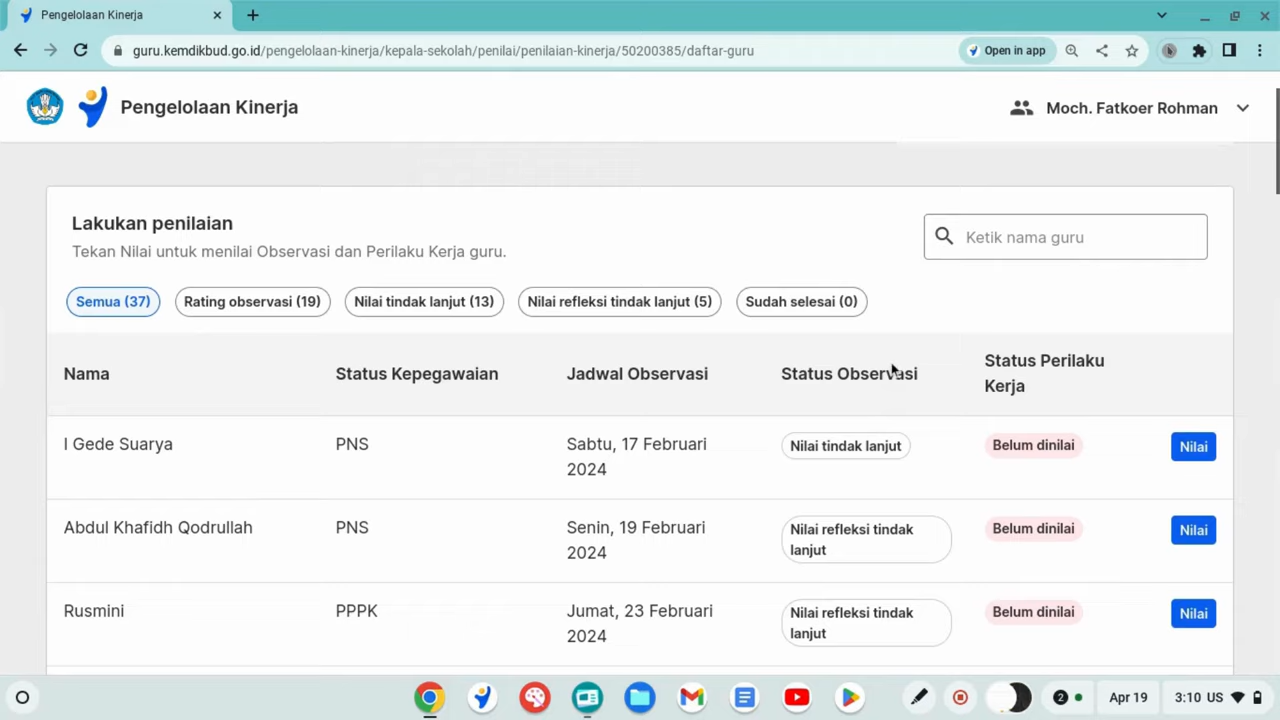 Pengelolaan Kinerja
guru.kemdikbud.go.id/pengelolaan-kinerja/kepala-sekolah/penilai/penilaian-kinerja/50200385/daftar-guru
Open in app
Pengelolaan Kinerja
Moch. Fatkoer Rohman
Lakukan penilaian
Tekan Nilai untuk menilai Observasi dan Perilaku Kerja guru.
Ketik nama guru
Semua (37)
Rating observasi (19)
Nilai tindak lanjut (13)
Nilai refleksi tindak lanjut (5)
Sudah selesai (0)
Nama
Status Kepegawaian
Jadwal Observasi
Status Observasi
Status Perilaku
Kerja
I Gede Suarya
PNS
Sabtu, 17 Februari
2024
Nilai tindak lanjut
Belum dinilai
Nilai
Abdul Khafidh Qodrullah
PNS
Senin, 19 Februari
2024
Nilai refleksi tindak
lanjut
Belum dinilai
Nilai
Rusmini
PPPK
Jumat, 23 Februari
2024
Nilai refleksi tindak
lanjut
Belum dinilai
Nilai
2
Apr 19
3:10 US